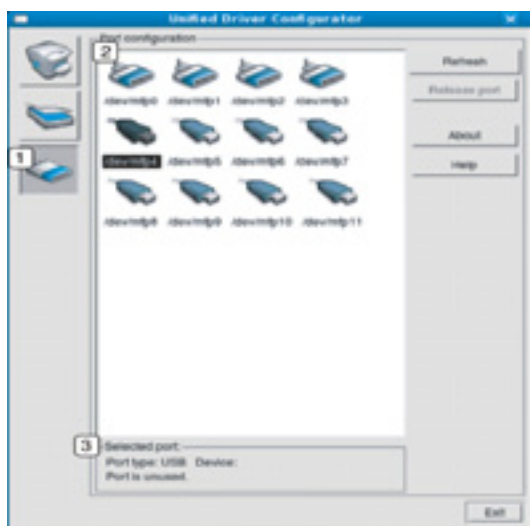 Unified Driver Configurator
Port configuration
2
Refresh
/dev/mfp0 /dev/mfp1 /dev/mfp2 /dev/mfp3
Release port
About
1
/dev/mfp4 /dev/mfp5 /dev/mfp6 /dev/mfp7
Help
/dev/mfp8 /dev/mfp9 /dev/mfp10 /dev/mfp11
3
Selected port:
Port type: USB Device:
Port is unused.
Exit